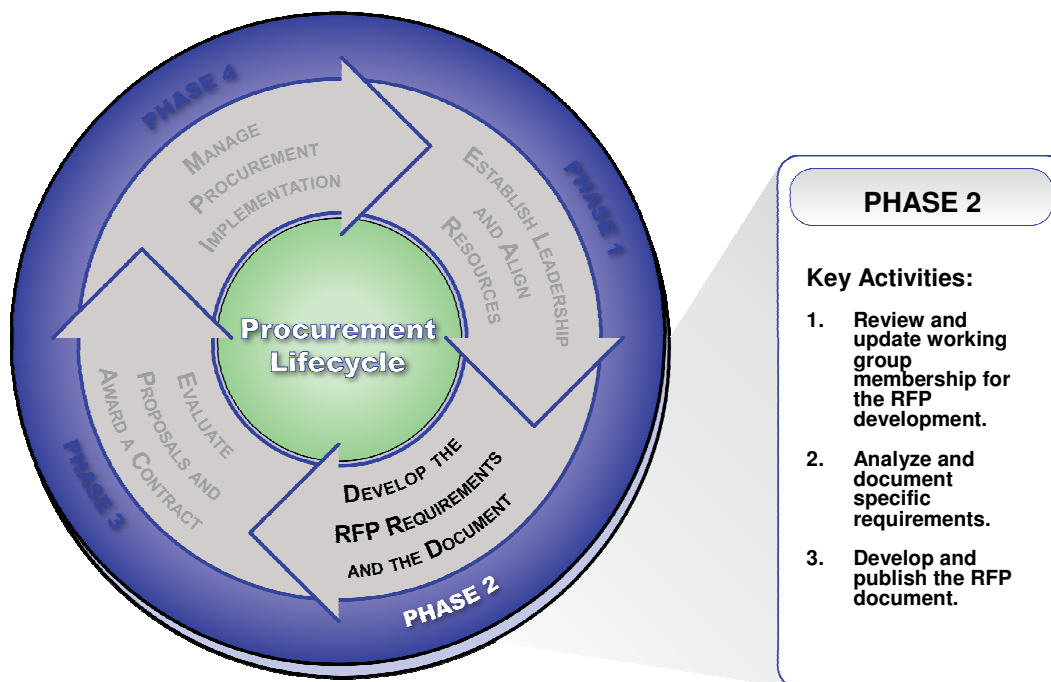 PHASE 4
MANAGE
PROCUREMENT
IMPLEMENTATION
PHASE 1
ESTABLISH LEADERSHIP
AND ALIGN
RESOURCES
Procurement
Lifecycle
DEVELOP THE
RFP REQUIREMENTS
AND THE DOCUMENT
PHASE 2
EVALUATE
PROPOSALS AND
AWARD A CONTRACT
PHASE 3
PHASE 2
Key Activities:
1. Review and
update working
group
membership for
the RFP
development.
2. Analyze and
document
specific
requirements.
3. Develop and
publish the RFP
document.